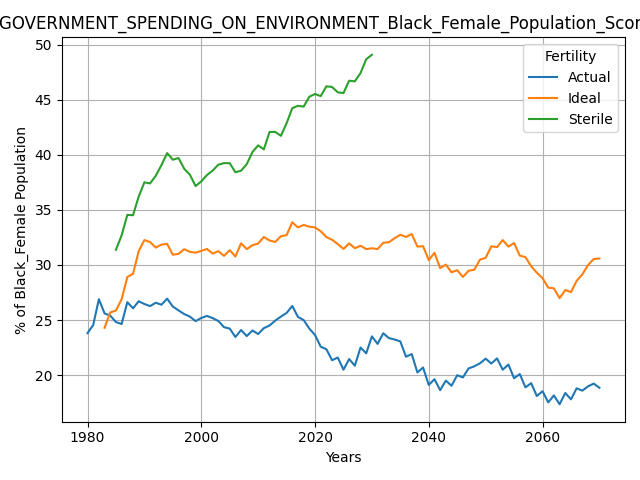 GOVERNMENT_SPENDING_ON_ENVIRONMENT_Black_Female_Population_Scor
50
45
40
35
30
25
20
1980
2000
2020
2040
2060
Years
% of Black_Female Population
Fertility
Actual
Ideal
Sterile